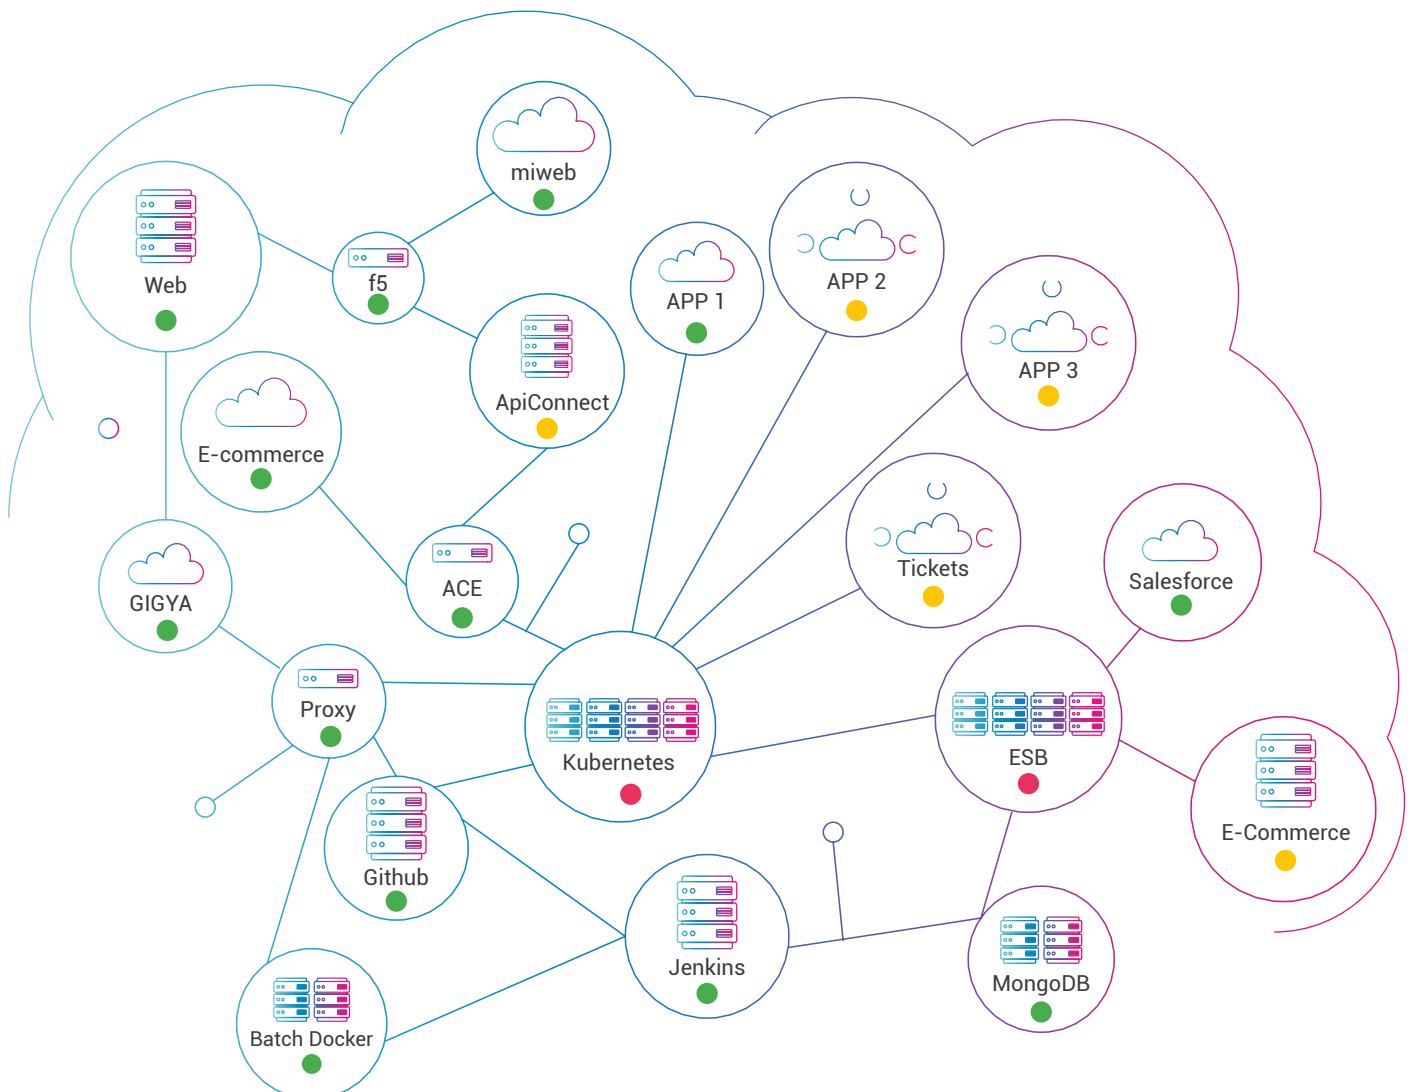 miweb
Web
f5
APP 1
APP 2
APP 3
ApiConnect
E-commerce
Tickets
Salesforce
ACE
GIGYA
Proxy
Kubernetes
ESB
E-Commerce
Github
Jenkins
MongoDB
Batch Docker